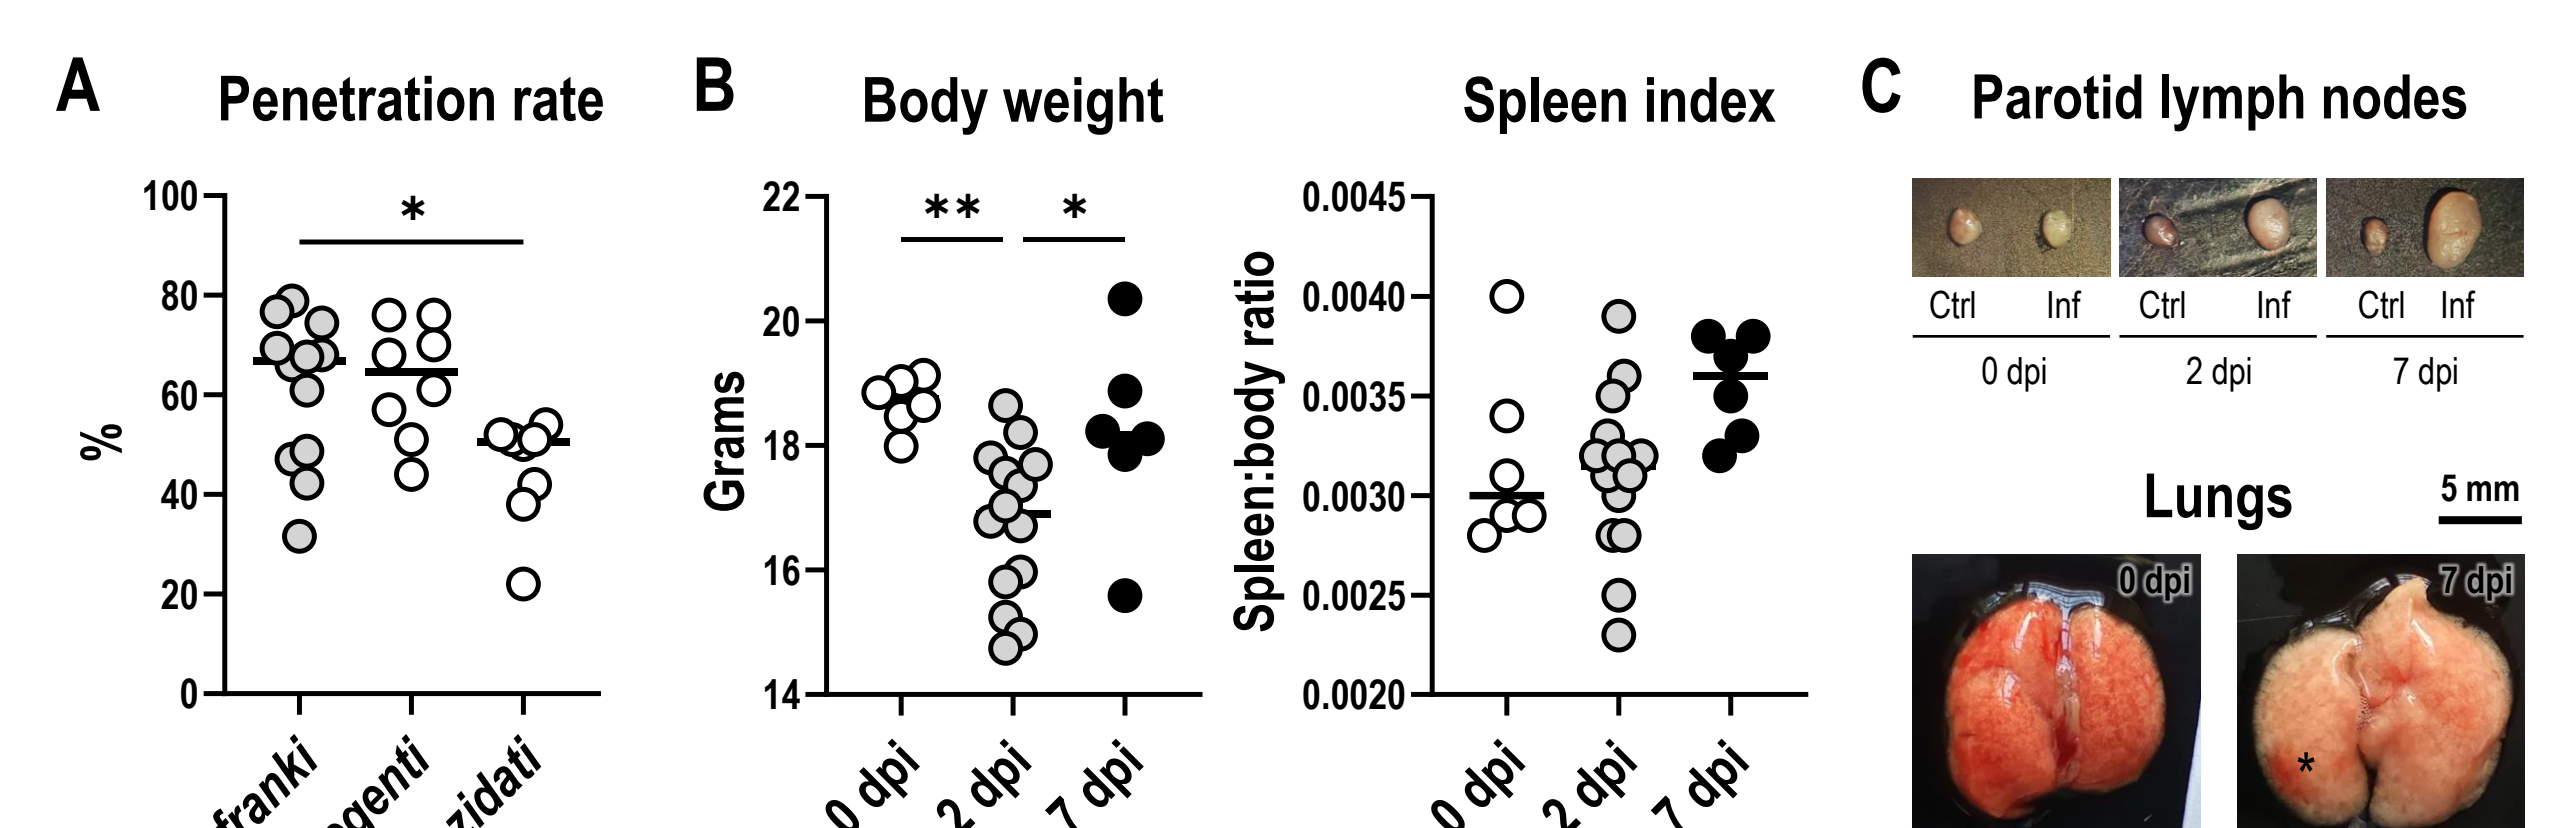 A
Penetration rate
100
80
60
40
20
0
%
*
franki
B
Body weight
22
20
18
16
14
Grams
**
*
0 dpi
2 dpi
7 dpi
Spleen index
0.0045
0.0040
0.0035
0.0030
0.0025
0.0020
Spleen:body ratio
0 dpi
2 dpi
7 dpi
C
Parotid lymph nodes
Ctrl Inf Ctrl Inf Ctrl Inf
0 dpi 2 dpi 7 dpi
Lungs
5 mm
0 dpi
7 dpi
*